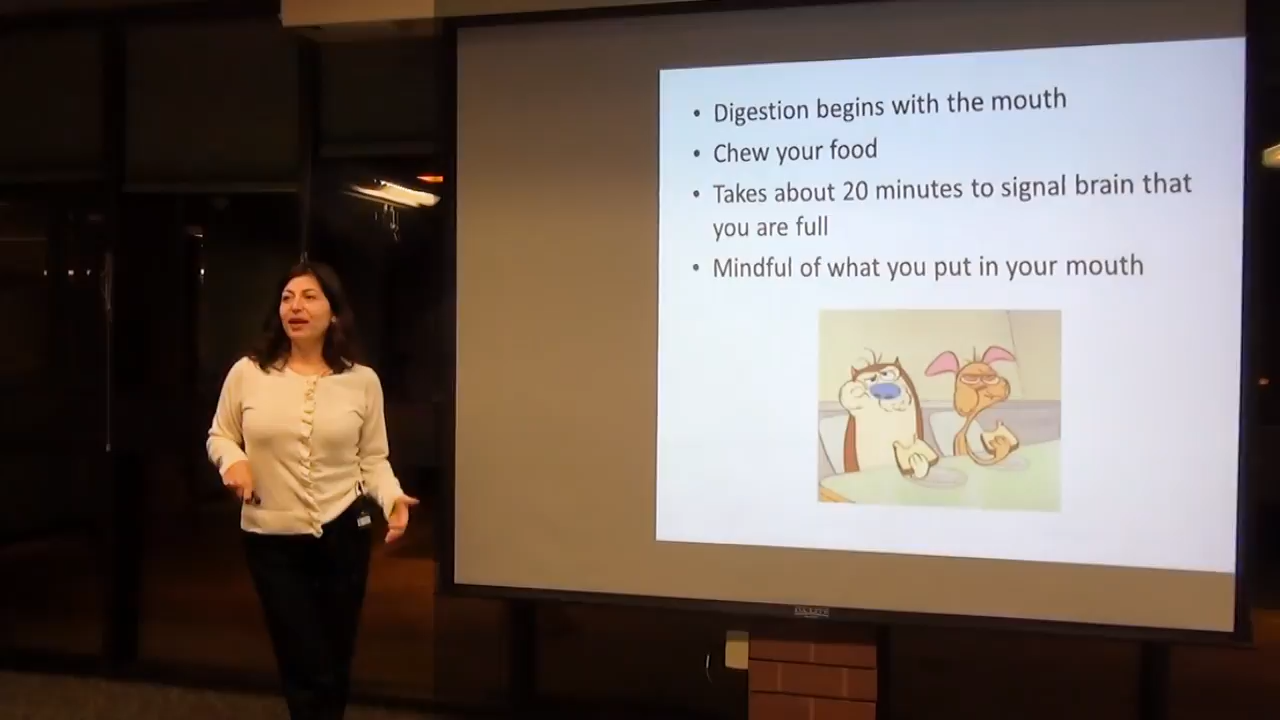 • Digestion begins with the mouth
• Chew your food
• Takes about 20 minutes to signal brain that
you are full
• Mindful of what you put in your mouth